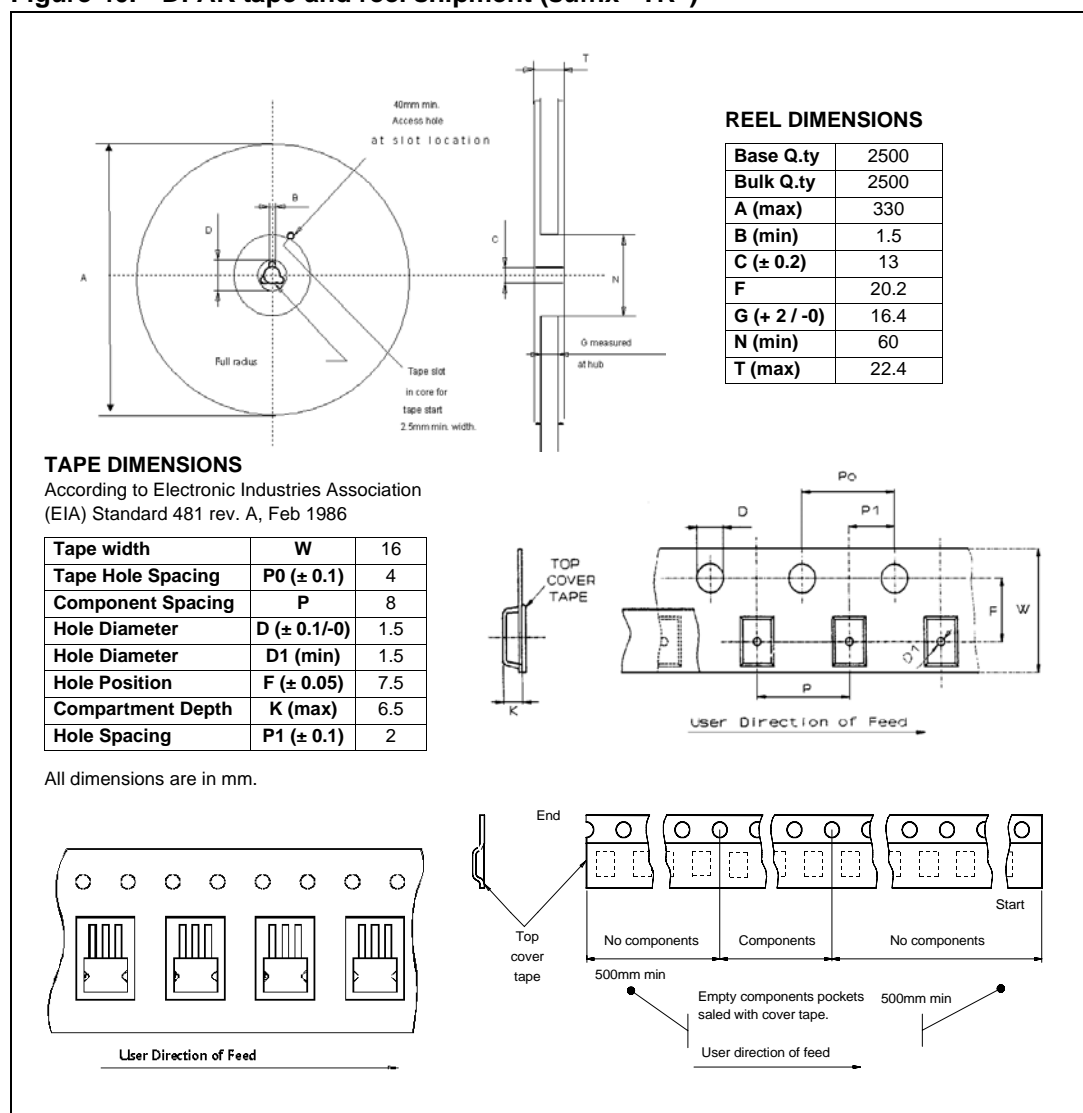 40mm min.
Access hole
at slot location
T
B
D
C
A
N
Full radius
G measured
at hub
Tape slot
in core for
tape start
2.5mm min. width.
REEL DIMENSIONS
Base Q.ty 2500
Bulk Q.ty 2500
A (max) 330
B (min) 1.5
C (± 0.2) 13
F 20.2
G (+ 2 / -0) 16.4
N (min) 60
T (max) 22.4
TAPE DIMENSIONS
According to Electronic Industries Association
(EIA) Standard 481 rev. A, Feb 1986
Tape width W 16
Tape Hole Spacing P0 (± 0.1) 4
Component Spacing P 8
Hole Diameter D (± 0.1/-0) 1.5
Hole Diameter D1 (min) 1.5
Hole Position F (± 0.05) 7.5
Compartment Depth K (max) 6.5
Hole Spacing P1 (± 0.1) 2
All dimensions are in mm.
Po
D
P1
TOP
COVER
TAPE
F
W
D1
K
P
User Direction of Feed
End
Start
Top
cover
tape
No components
Components
No components
500mm min
Empty components pockets
saled with cover tape.
500mm min
User direction of feed
User Direction of Feed